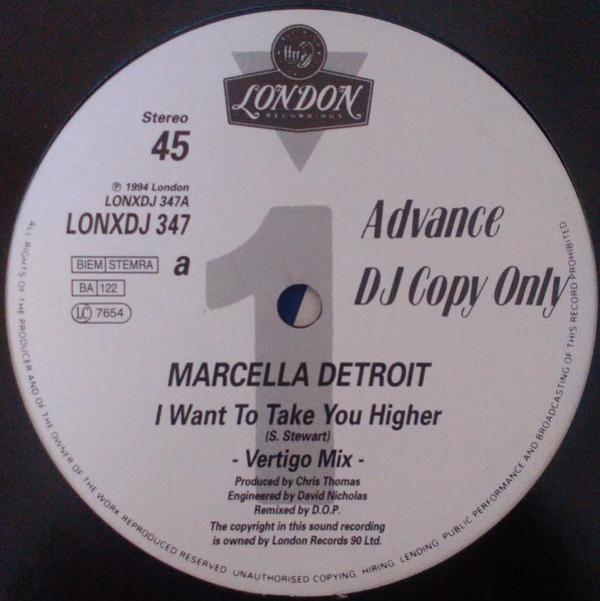 ffrr
LONDON
RECORDINGS
Stereo
45
℗ 1994 London
LONXDJ 347A
LONXDJ 347
BIEM STEMRA a
BA 122
LC 7654
1
Advance
DJ Copy Only
MARCELLA DETROIT
I Want To Take You Higher
(S. Stewart)
- Vertigo Mix -
Produced by Chris Thomas
Engineered by David Nicholas
Remixed by D.O.P.
The copyright in this sound recording
is owned by London Records 90 Ltd.
ALL RIGHTS OF THE PRODUCER AND OF THE OWNER OF THE WORK REPRODUCED RESERVED. UNAUTHORISED COPYING, HIRING, LENDING, PUBLIC PERFORMANCE AND BROADCASTING OF THIS RECORD PROHIBITED